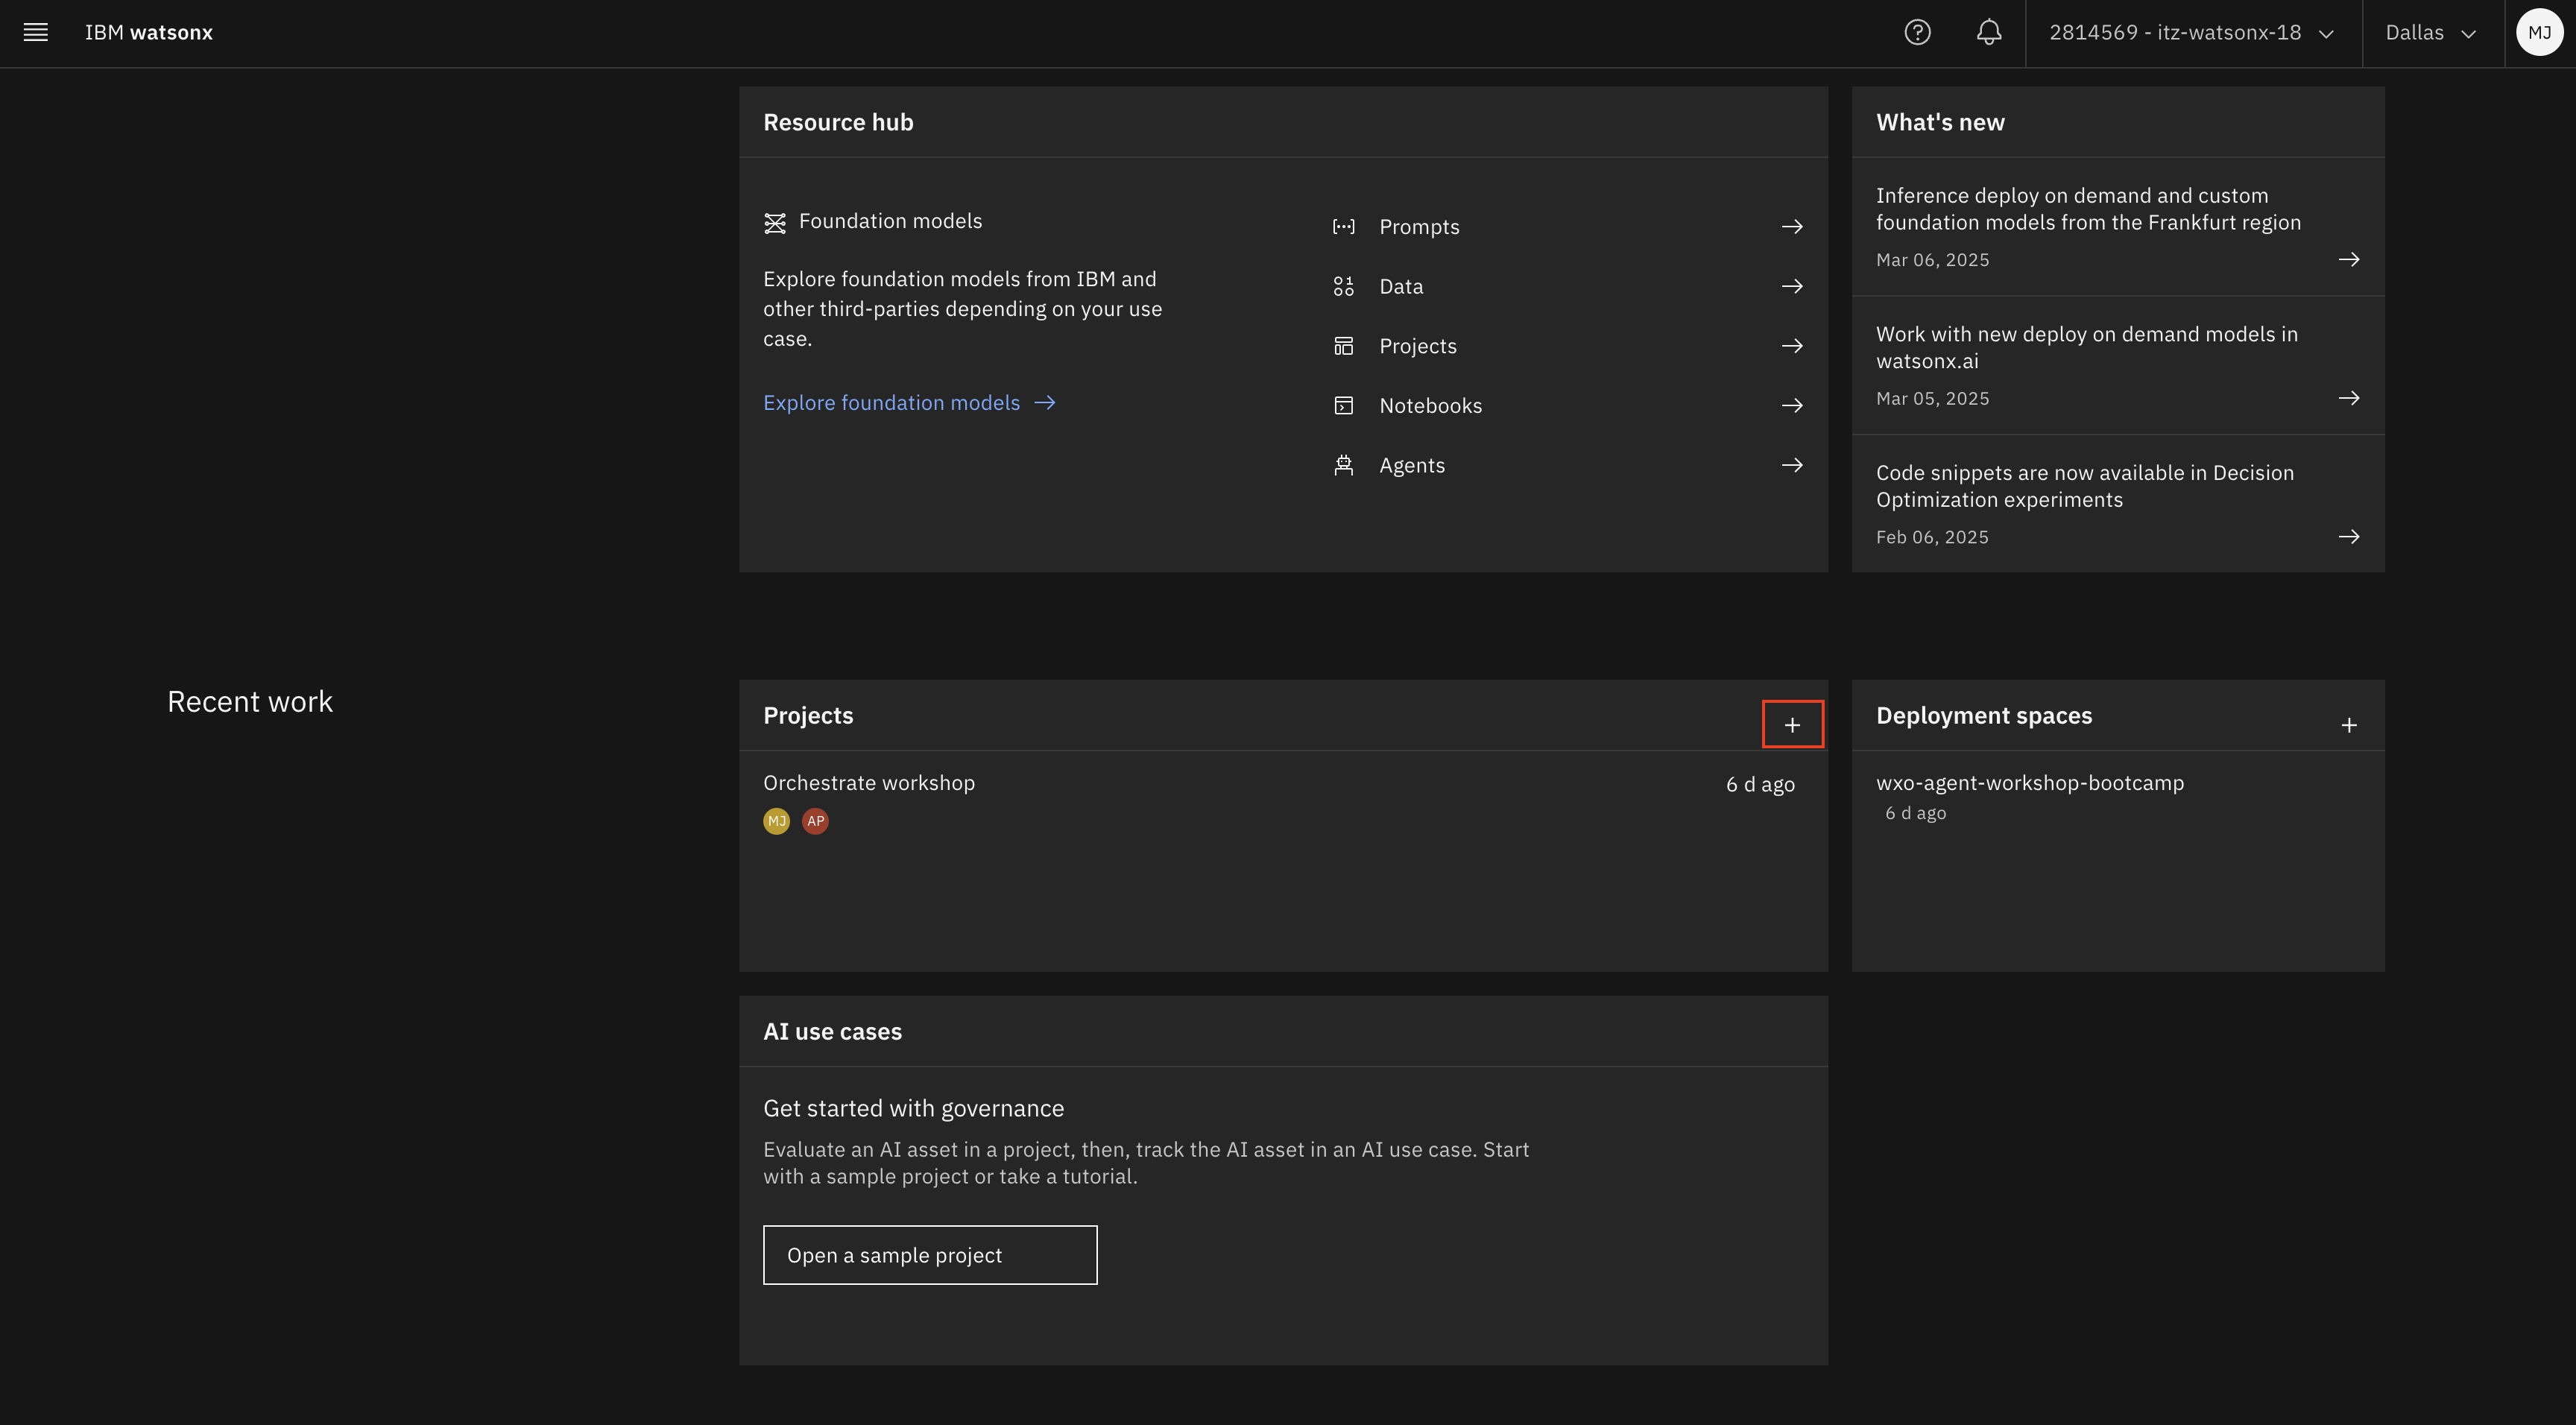 IBM watsonx
2814569 - itz-watsonx-18
Dallas
MJ
Resource hub
Foundation models
Explore foundation models from IBM and
other third-parties depending on your use
case.
Explore foundation models
Prompts
Data
Projects
Notebooks
Agents
What's new
Inference deploy on demand and custom
foundation models from the Frankfurt region
Mar 06, 2025
Work with new deploy on demand models in
watsonx.ai
Mar 05, 2025
Code snippets are now available in Decision
Optimization experiments
Feb 06, 2025
Recent work
Projects
Orchestrate workshop
6 d ago
MJ AP
Deployment spaces
wxo-agent-workshop-bootcamp
6 d ago
AI use cases
Get started with governance
Evaluate an AI asset in a project, then, track the AI asset in an AI use case. Start
with a sample project or take a tutorial.
Open a sample project